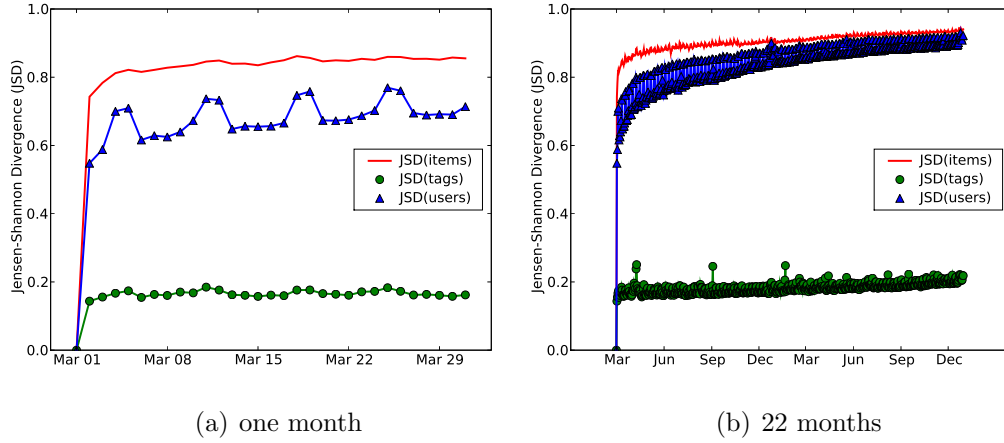 1.0
0.8
0.6
0.4
0.2
0.0
Jensen-Shannon Divergence (JSD)
JSD(items)
JSD(tags)
JSD(users)
Mar 01
Mar 08
Mar 15
Mar 22
Mar 29
(a) one month
1.0
0.8
0.6
0.4
0.2
0.0
Jensen-Shannon Divergence (JSD)
JSD(items)
JSD(tags)
JSD(users)
Mar
Jun
Sep
Dec
Mar
Jun
Sep
Dec
(b) 22 months